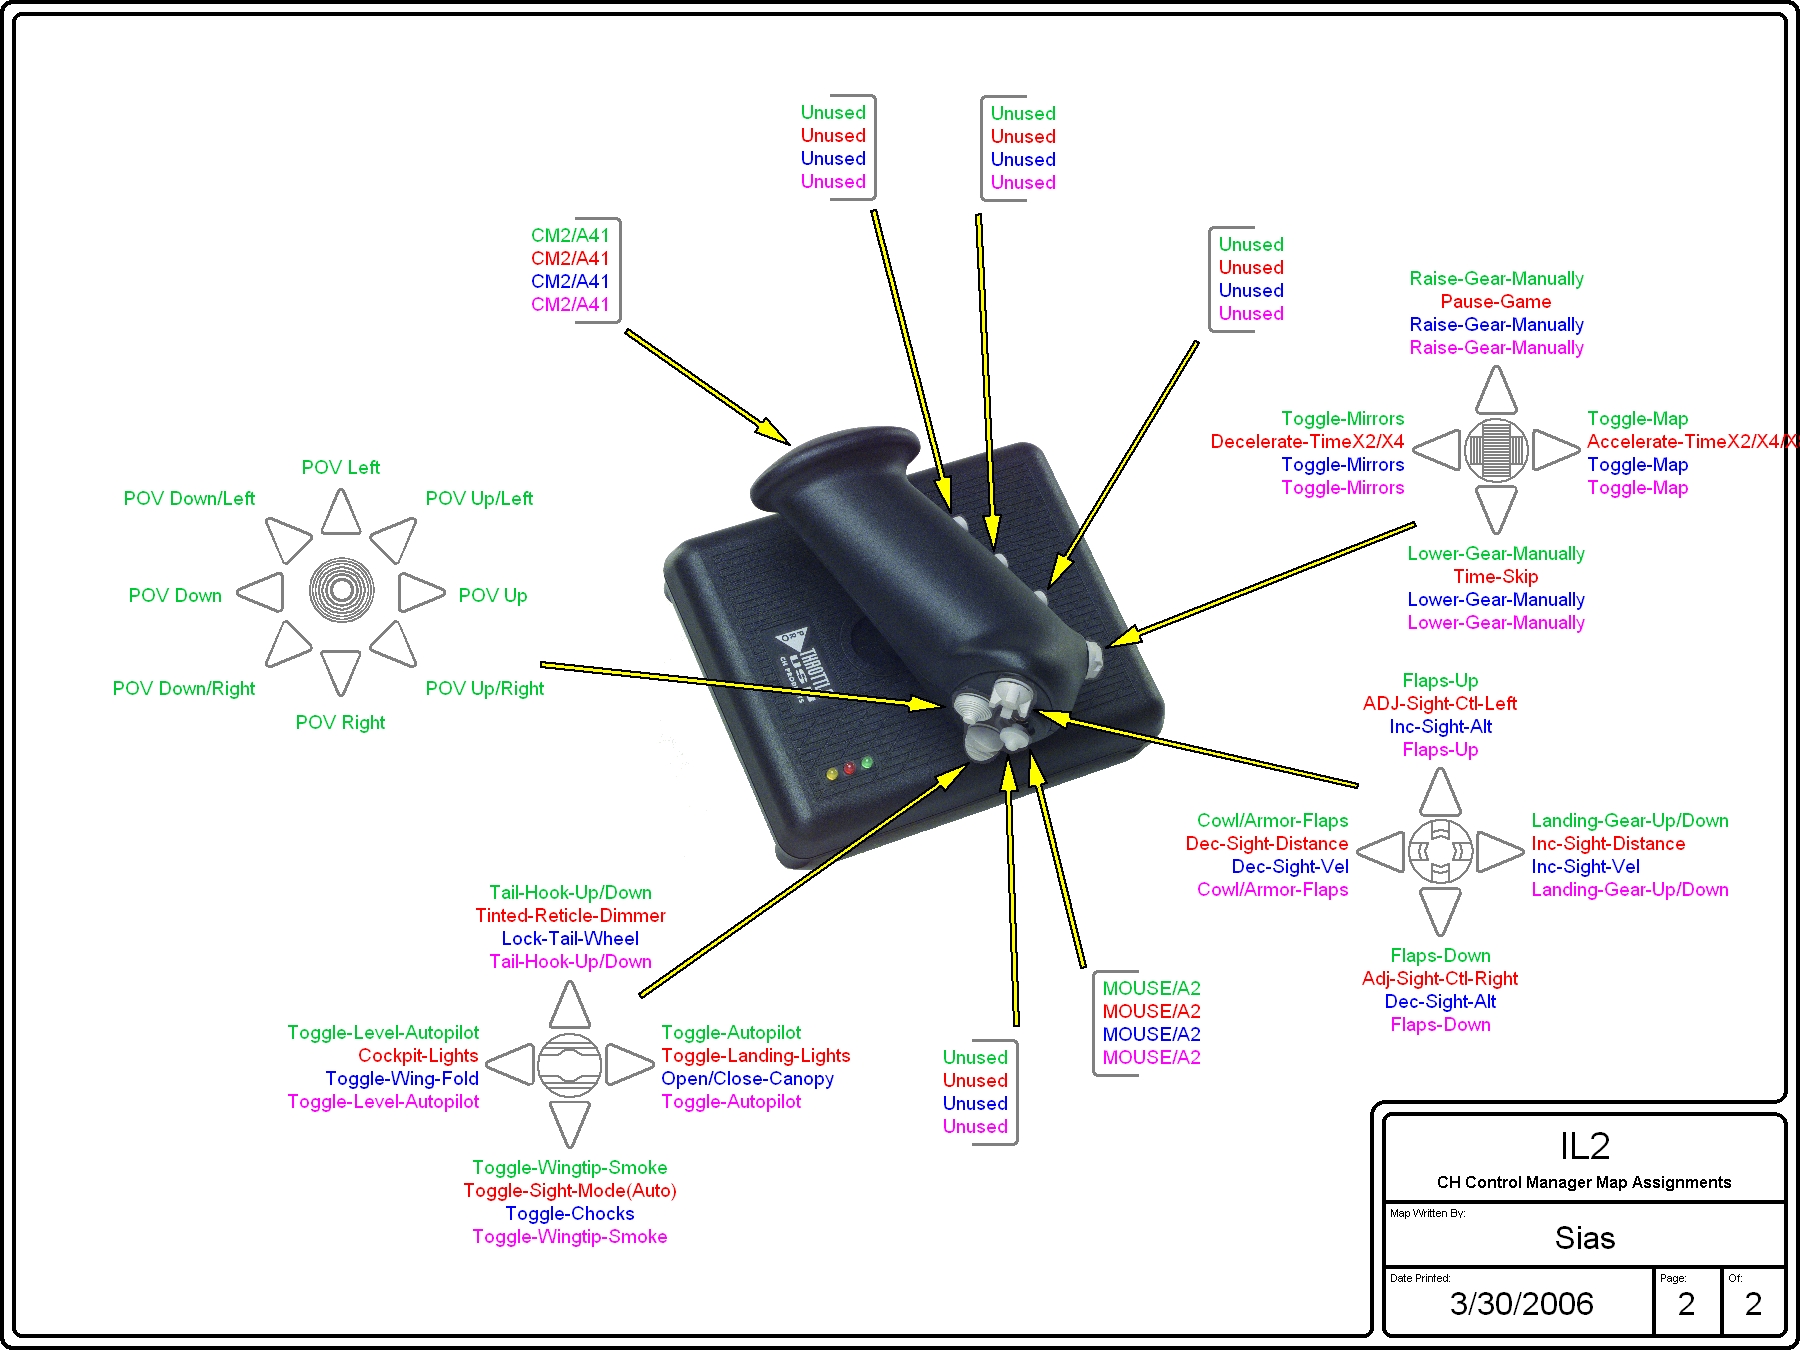 Unused
Unused
Unused
Unused
Unused
Unused
Unused
Unused
CM2/A41
CM2/A41
CM2/A41
CM2/A41
Unused
Unused
Unused
Unused
Raise-Gear-Manually
Pause-Game
Raise-Gear-Manually
Raise-Gear-Manually
Toggle-Mirrors
Decelerate-TimeX2/X4
Toggle-Mirrors
Toggle-Mirrors
Toggle-Map
Accelerate-TimeX2/X4/X
Toggle-Map
Toggle-Map
Lower-Gear-Manually
Time-Skip
Lower-Gear-Manually
Lower-Gear-Manually
POV Left
POV Down/Left
POV Up/Left
POV Down
POV Up
POV Down/Right
POV Up/Right
POV Right
PRO
THROTTL
USB
CH PRODUCTS
Flaps-Up
ADJ-Sight-Ctl-Left
Inc-Sight-Alt
Flaps-Up
Cowl/Armor-Flaps
Dec-Sight-Distance
Dec-Sight-Vel
Cowl/Armor-Flaps
Landing-Gear-Up/Down
Inc-Sight-Distance
Inc-Sight-Vel
Landing-Gear-Up/Down
Flaps-Down
Adj-Sight-Ctl-Right
Dec-Sight-Alt
Flaps-Down
Tail-Hook-Up/Down
Tinted-Reticle-Dimmer
Lock-Tail-Wheel
Tail-Hook-Up/Down
Toggle-Level-Autopilot
Cockpit-Lights
Toggle-Wing-Fold
Toggle-Level-Autopilot
Toggle-Autopilot
Toggle-Landing-Lights
Open/Close-Canopy
Toggle-Autopilot
Toggle-Wingtip-Smoke
Toggle-Sight-Mode(Auto)
Toggle-Chocks
Toggle-Wingtip-Smoke
Unused
Unused
Unused
Unused
MOUSE/A2
MOUSE/A2
MOUSE/A2
MOUSE/A2
IL2
CH Control Manager Map Assignments
Map Written By:
Sias
Date Printed:
3/30/2006
Page:
2
Of:
2